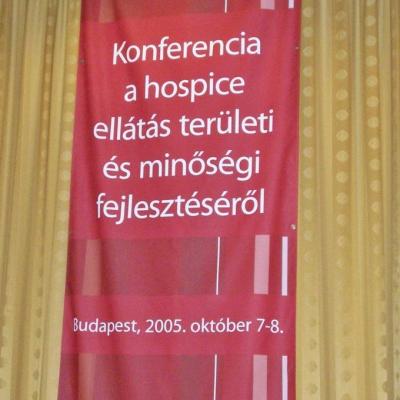 Konferencia
a hospice
ellátás területi
és minőségi
fejlesztéséről
Budapest, 2005. október 7-8.